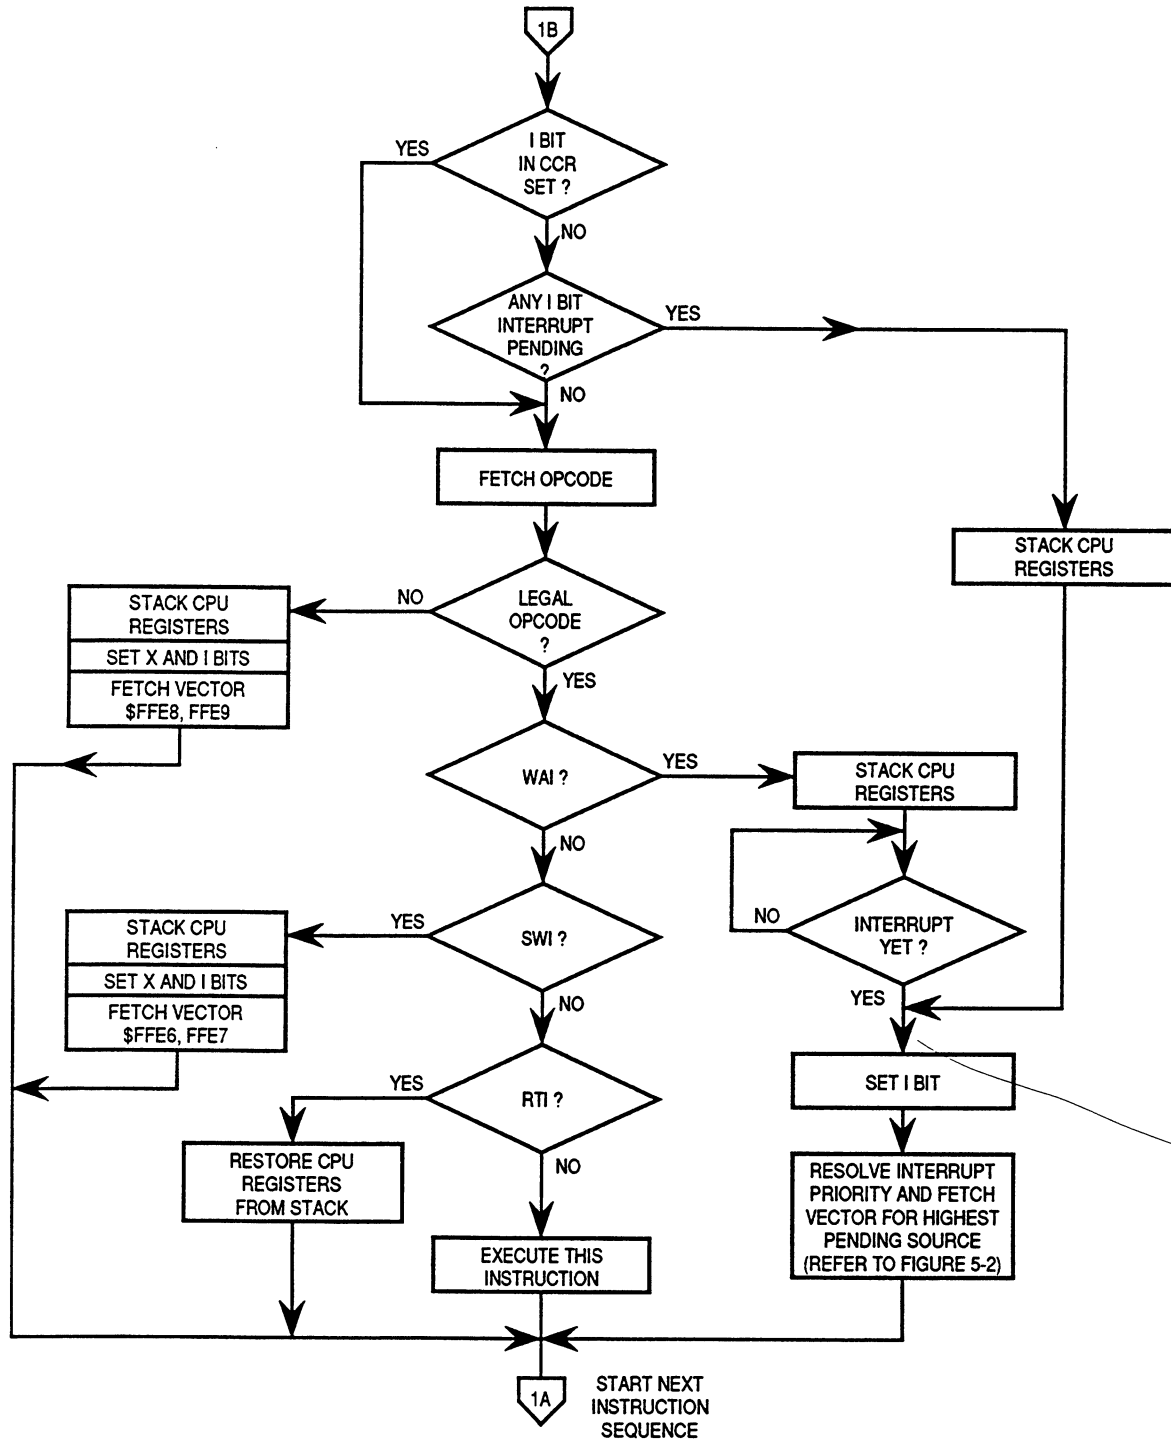 1B
I BIT
IN CCR
SET ?
YES
NO
ANY I BIT
INTERRUPT
PENDING
?
YES
NO
FETCH OPCODE
STACK CPU
REGISTERS
LEGAL
OPCODE
?
NO
YES
STACK CPU
REGISTERS
SET X AND I BITS
FETCH VECTOR
$FFE8, FFE9
WAI ?
YES
NO
STACK CPU
REGISTERS
INTERRUPT
YET ?
NO
YES
SWI ?
YES
NO
STACK CPU
REGISTERS
SET X AND I BITS
FETCH VECTOR
$FFE6, FFE7
SET I BIT
RTI ?
YES
NO
RESTORE CPU
REGISTERS
FROM STACK
RESOLVE INTERRUPT
PRIORITY AND FETCH
VECTOR FOR HIGHEST
PENDING SOURCE
(REFER TO FIGURE 5-2)
EXECUTE THIS
INSTRUCTION
1A
START NEXT
INSTRUCTION
SEQUENCE